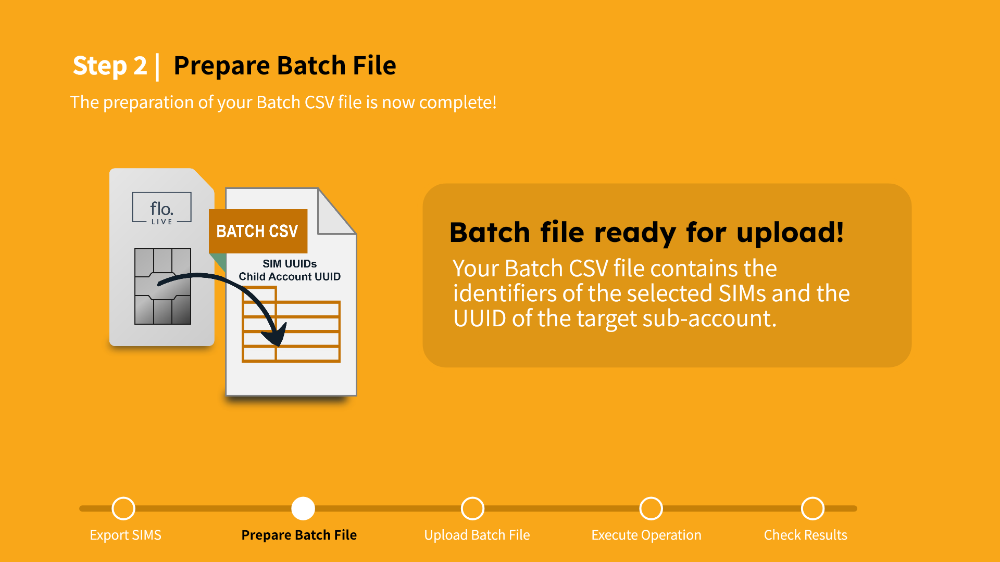 Step 2 | Prepare Batch File
The preparation of your Batch CSV file is now complete!
flo.
LIVE
BATCH CSV
SIM UUIDs
Child Account UUID
Batch file ready for upload!
Your Batch CSV file contains the
identifiers of the selected SIMs and the
UUID of the target sub-account.
Export SIMS
Prepare Batch File
Upload Batch File
Execute Operation
Check Results